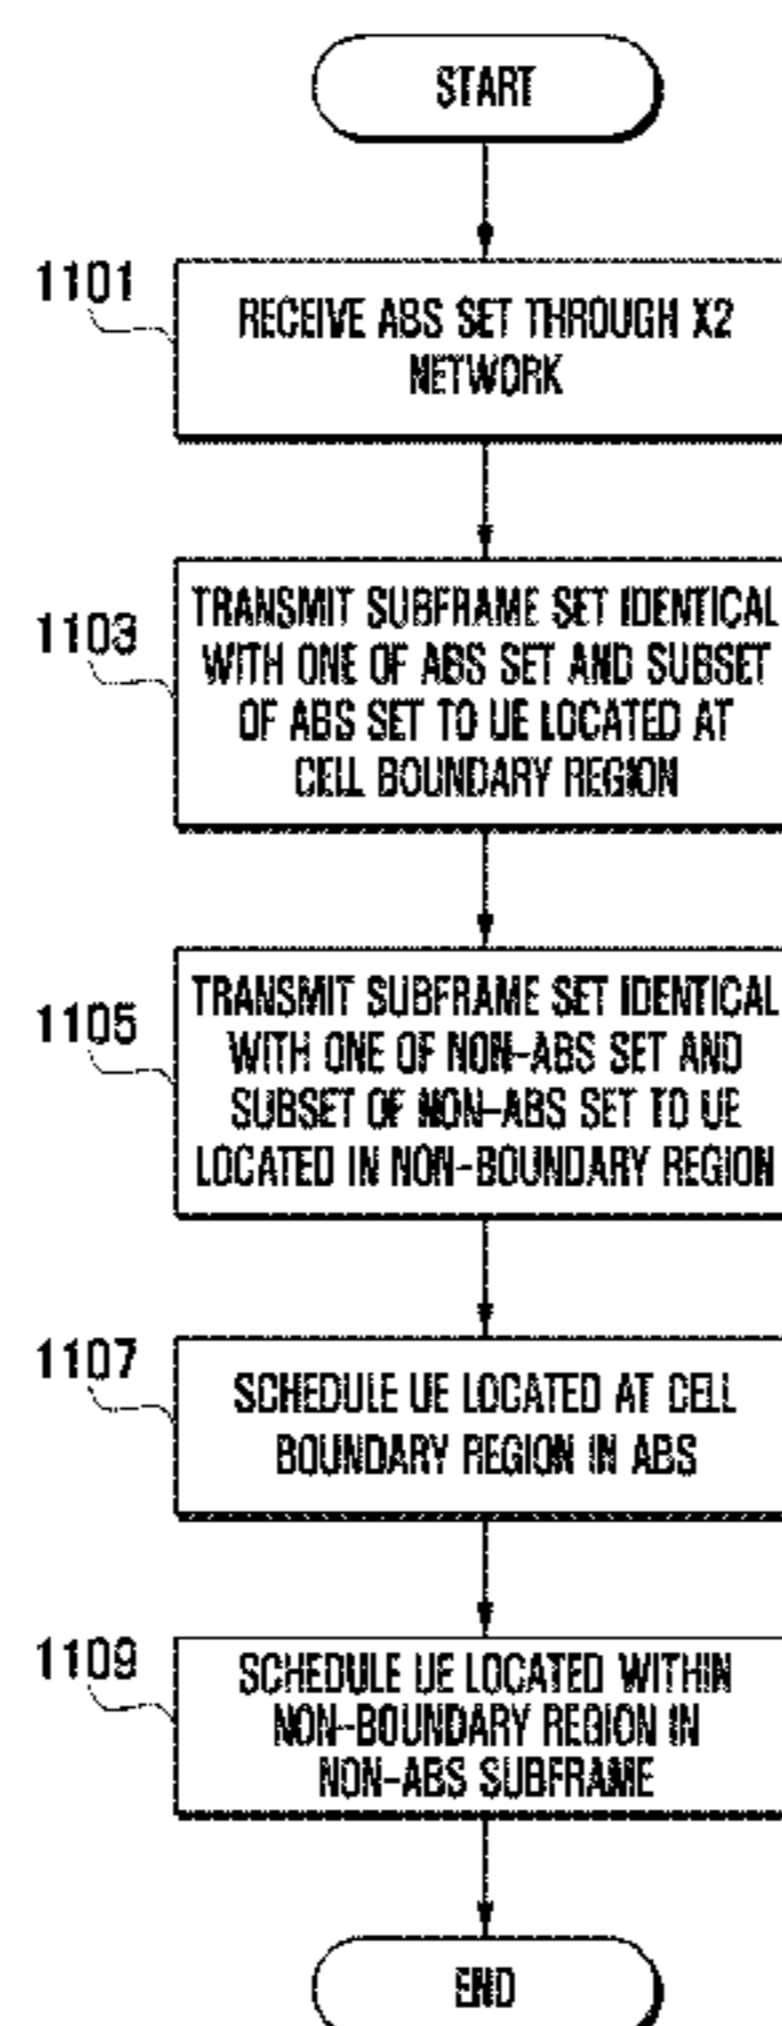 START
1101
RECEIVE ABS SET THROUGH X2
NETWORK
1103
TRANSMIT SUBFRAME SET IDENTICAL
WITH ONE OF ABS SET AND SUBSET
OF ABS SET TO UE LOCATED AT
CELL BOUNDARY REGION
1105
TRANSMIT SUBFRAME SET IDENTICAL
WITH ONE OF NON-ABS SET AND
SUBSET OF NON-ABS SET TO UE
LOCATED IN NON-BOUNDARY REGION
1107
SCHEDULE UE LOCATED AT CELL
BOUNDARY REGION IN ABS
1109
SCHEDULE UE LOCATED WITHIN
NON-BOUNDARY REGION IN
NON-ABS SUBFRAME
END